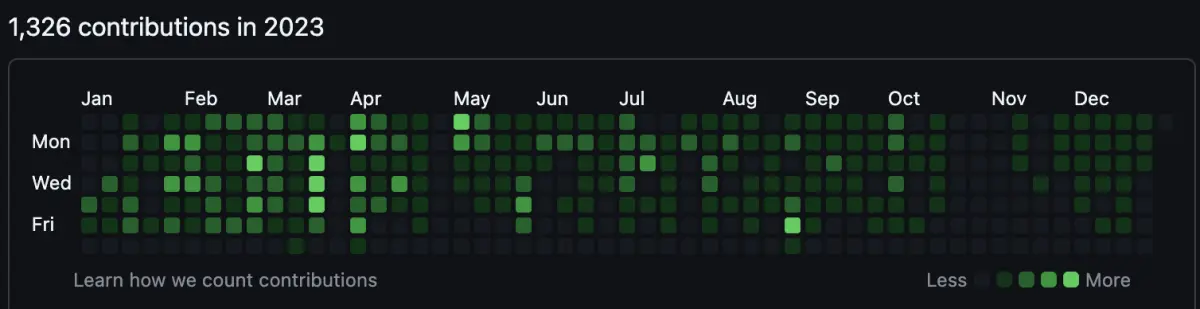 1,326 contributions in 2023
Jan Feb Mar Apr May Jun Jul Aug Sep Oct Nov Dec
Mon
Wed
Fri
Learn how we count contributions Less More